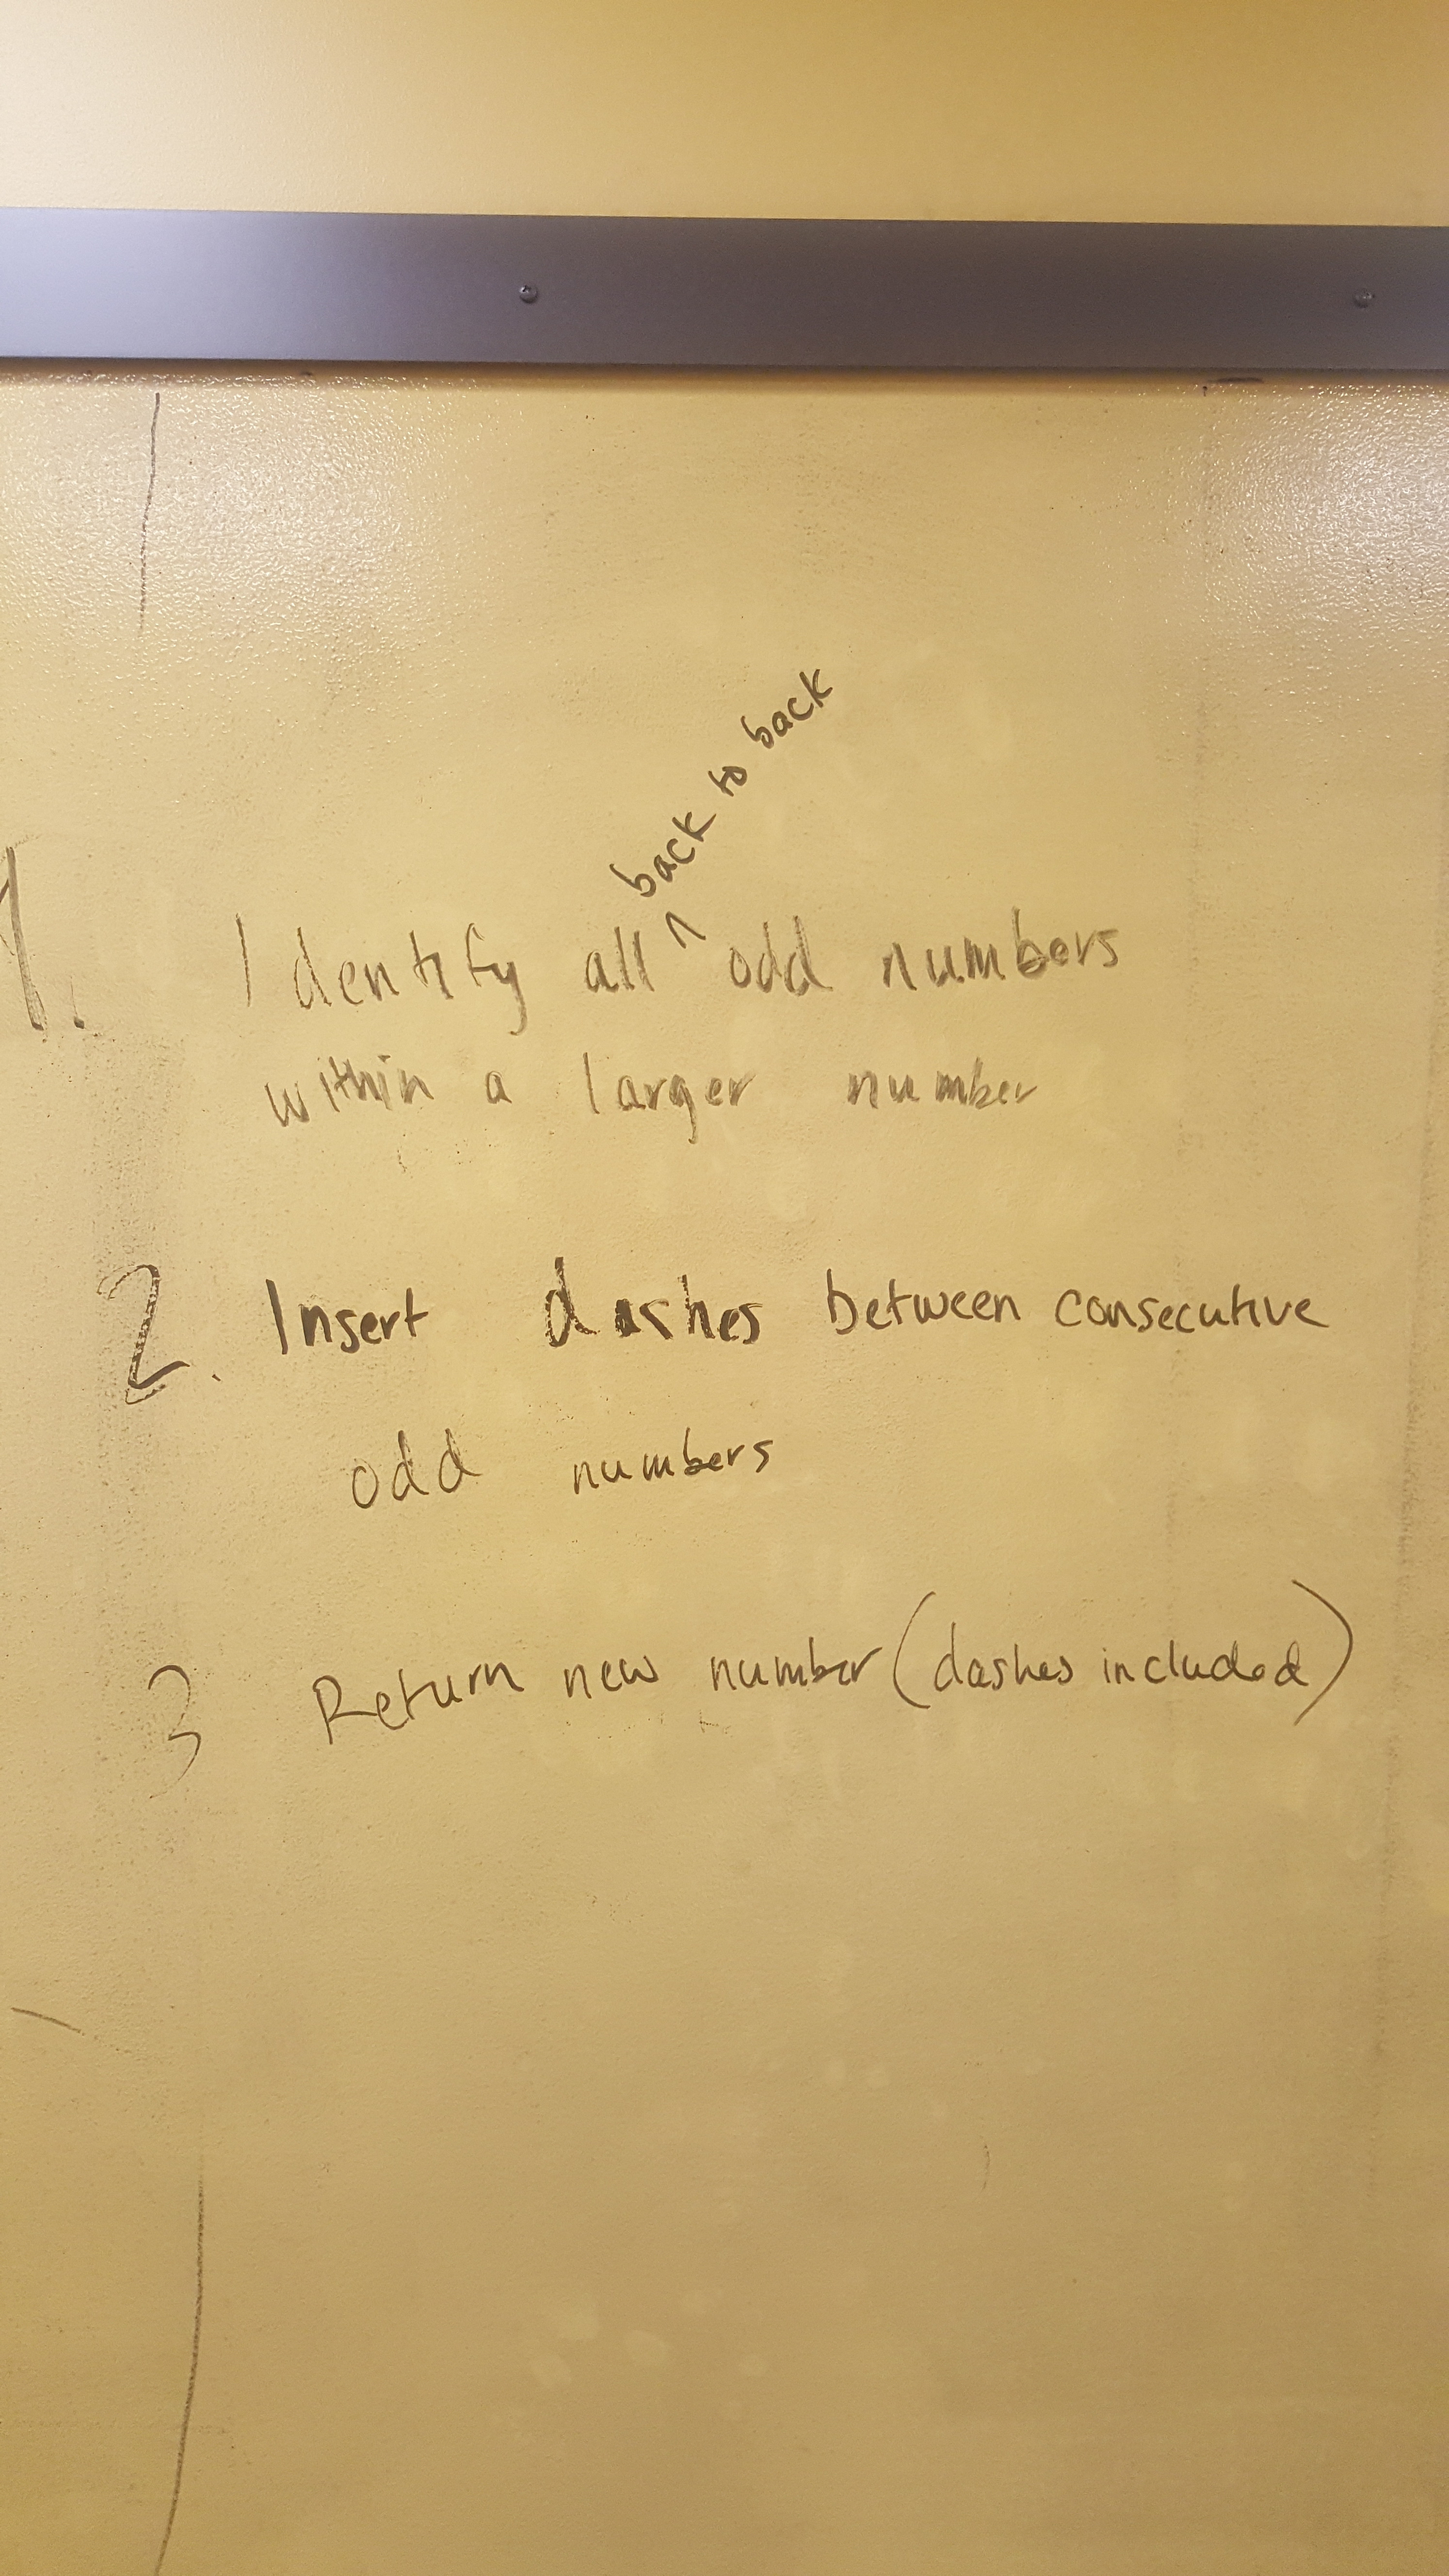 back to back
1. Identify all ^ odd numbers
within a larger number
2. Insert dashes between consecutive
odd numbers
3 Return new number (dashes included)